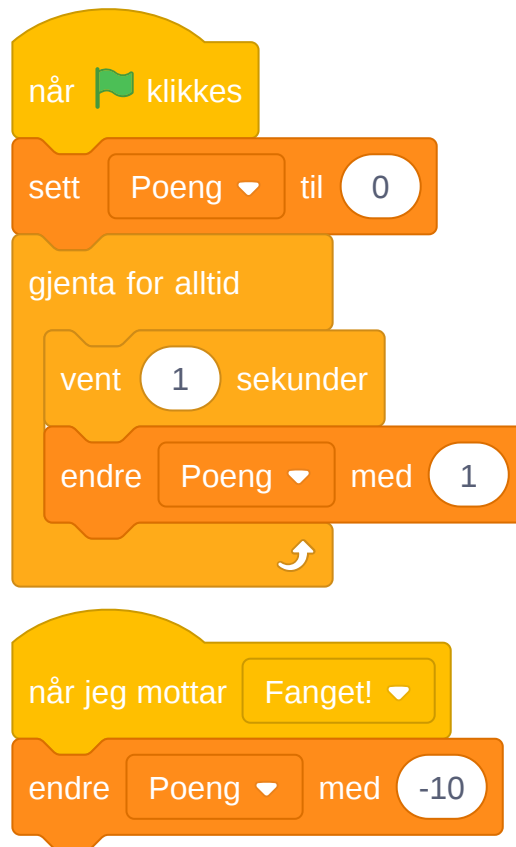 når klikkes
sett Poeng til 0
gjenta for alltid
vent 1 sekunder
endre Poeng med 1
når jeg mottar Fanget!
endre Poeng med -10